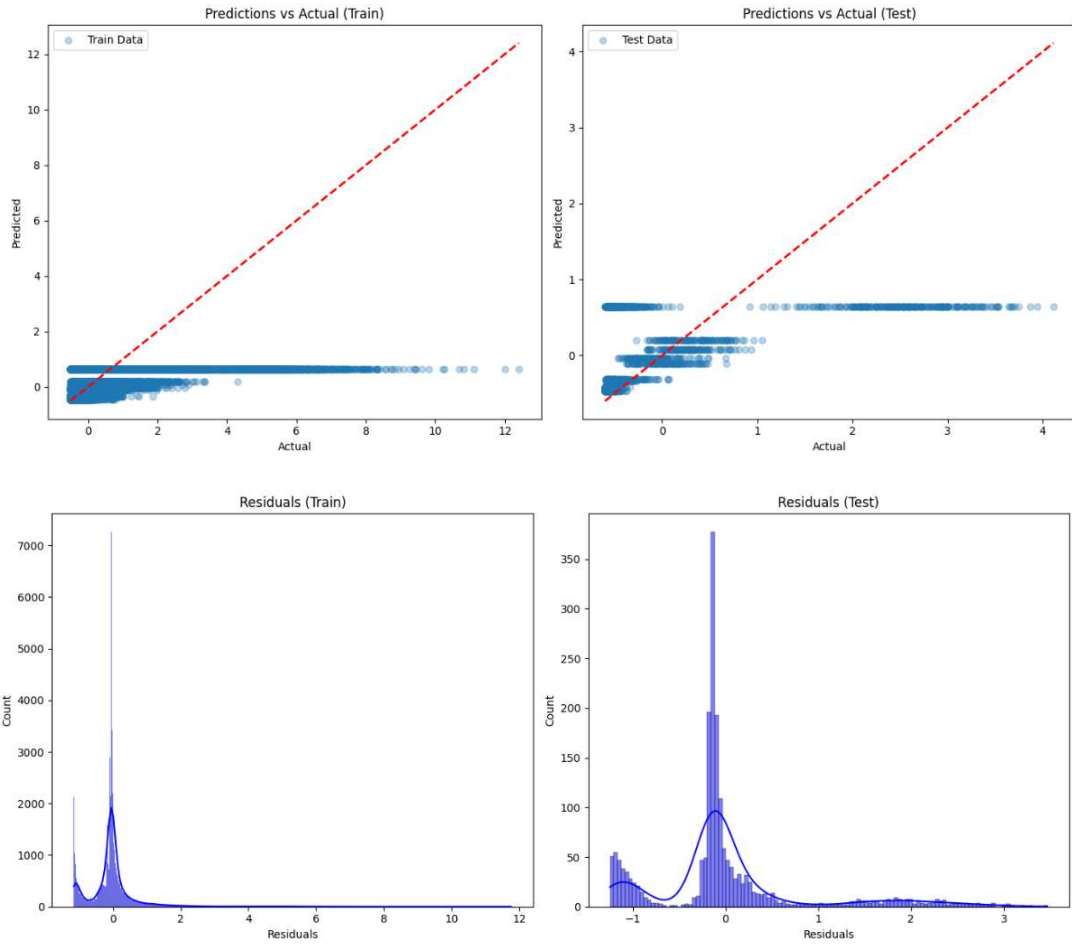 Predictions vs Actual (Train)
Train Data
12
10
8
6
4
2
0
Predicted
0 2 4 6 8 10 12
Actual
Predictions vs Actual (Test)
Test Data
4
3
2
1
0
Predicted
0 1 2 3 4
Actual
Residuals (Train)
7000
6000
5000
4000
3000
2000
1000
0
Count
0 2 4 6 8 10 12
Residuals
Residuals (Test)
350
300
250
200
150
100
50
0
Count
−1 0 1 2 3
Residuals